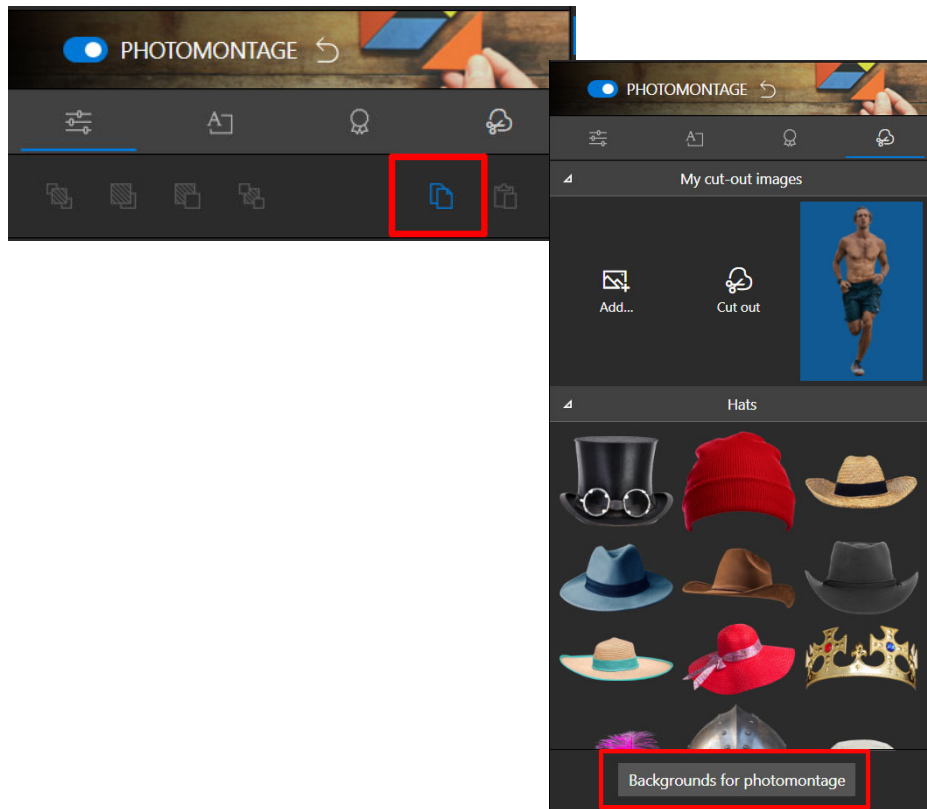 PHOTOMONTAGE
PHOTOMONTAGE
My cut-out images
Add...
Cut out
Hats
Backgrounds for photomontage